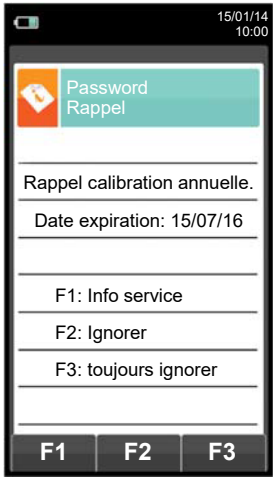 15/01/14
10:00
Password
Rappel
Rappel calibration annuelle.
Date expiration: 15/07/16
F1: Info service
F2: Ignorer
F3: toujours ignorer
F1 F2 F3